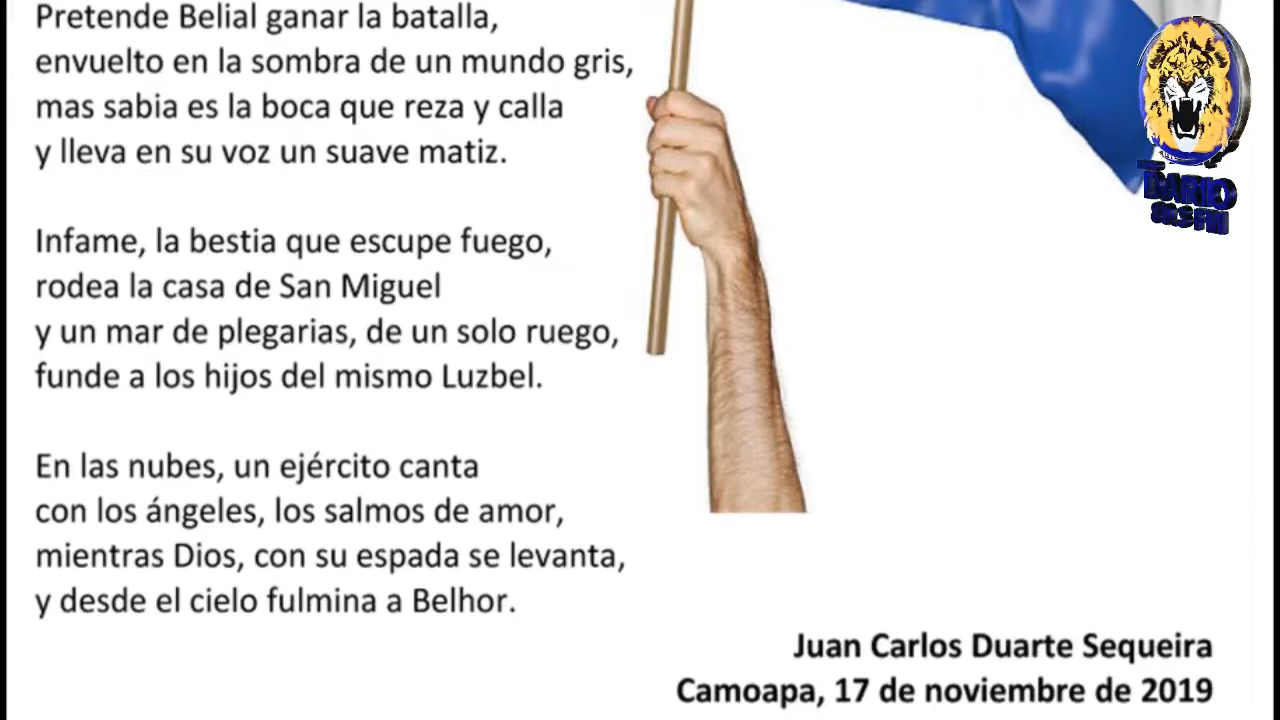 Pretende Belial ganar la batalla,
envuelto en la sombra de un mundo gris,
mas sabia es la boca que reza y calla
y lleva en su voz un suave matiz.
Infame, la bestia que escupe fuego,
rodea la casa de San Miguel
y un mar de plegarias, de un solo ruego,
funde a los hijos del mismo Luzbel.
En las nubes, un ejército canta
con los ángeles, los salmos de amor,
mientras Dios, con su espada se levanta,
y desde el cielo fulmina a Belhor.
Juan Carlos Duarte Sequeira
Camoapa, 17 de noviembre de 2019
DARIO